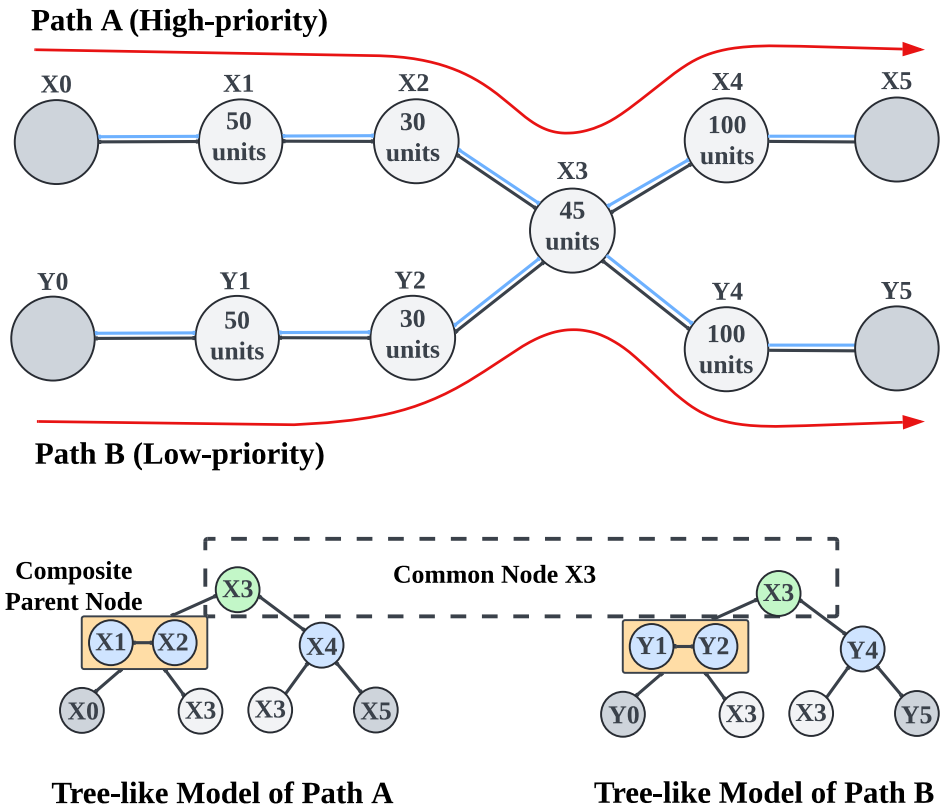 Path A (High-priority)
X0
X1
X2
X4
X5
50
units
30
units
100
units
X3
45
units
Y0
Y1
Y2
Y4
Y5
50
units
30
units
100
units
Path B (Low-priority)
Composite
Parent Node
Common Node X3
X3
X3
X1
X2
X4
Y1
Y2
Y4
X0
X3
X3
X5
Y0
X3
X3
Y5
Tree-like Model of Path A
Tree-like Model of Path B